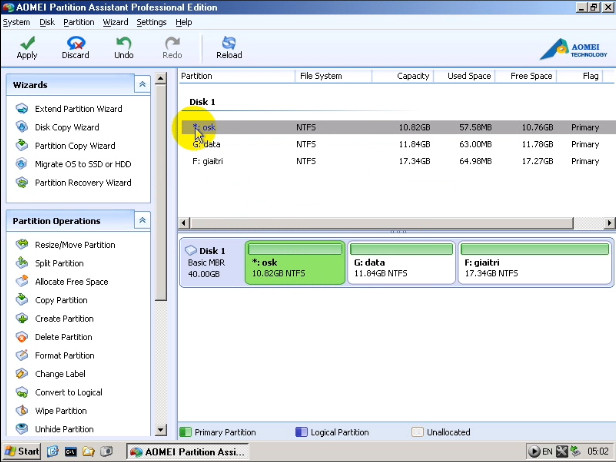 AOMEI Partition Assistant Professional Edition
System Disk Partition Wizard Settings Help
Apply Discard Undo Redo Reload
AOMEI
TECHNOLOGY
Wizards
Extend Partition Wizard
Disk Copy Wizard
Partition Copy Wizard
Migrate OS to SSD or HDD
Partition Recovery Wizard
Partition Operations
Resize/Move Partition
Split Partition
Allocate Free Space
Copy Partition
Create Partition
Delete Partition
Format Partition
Change Label
Convert to Logical
Wipe Partition
Unhide Partition
Partition File System Capacity Used Space Free Space Flag
Disk 1
*: osk NTFS 10.82GB 57.58MB 10.76GB Primary
G: data NTFS 11.84GB 63.00MB 11.78GB Primary
F: giaitri NTFS 17.34GB 64.98MB 17.27GB Primary
Disk 1
Basic MBR
40.00GB
*: osk
10.82GB NTFS
G: data
11.84GB NTFS
F: giaitri
17.34GB NTFS
Primary Partition Logical Partition Unallocated
Start AOMEI Partition Assi... EN 05:02